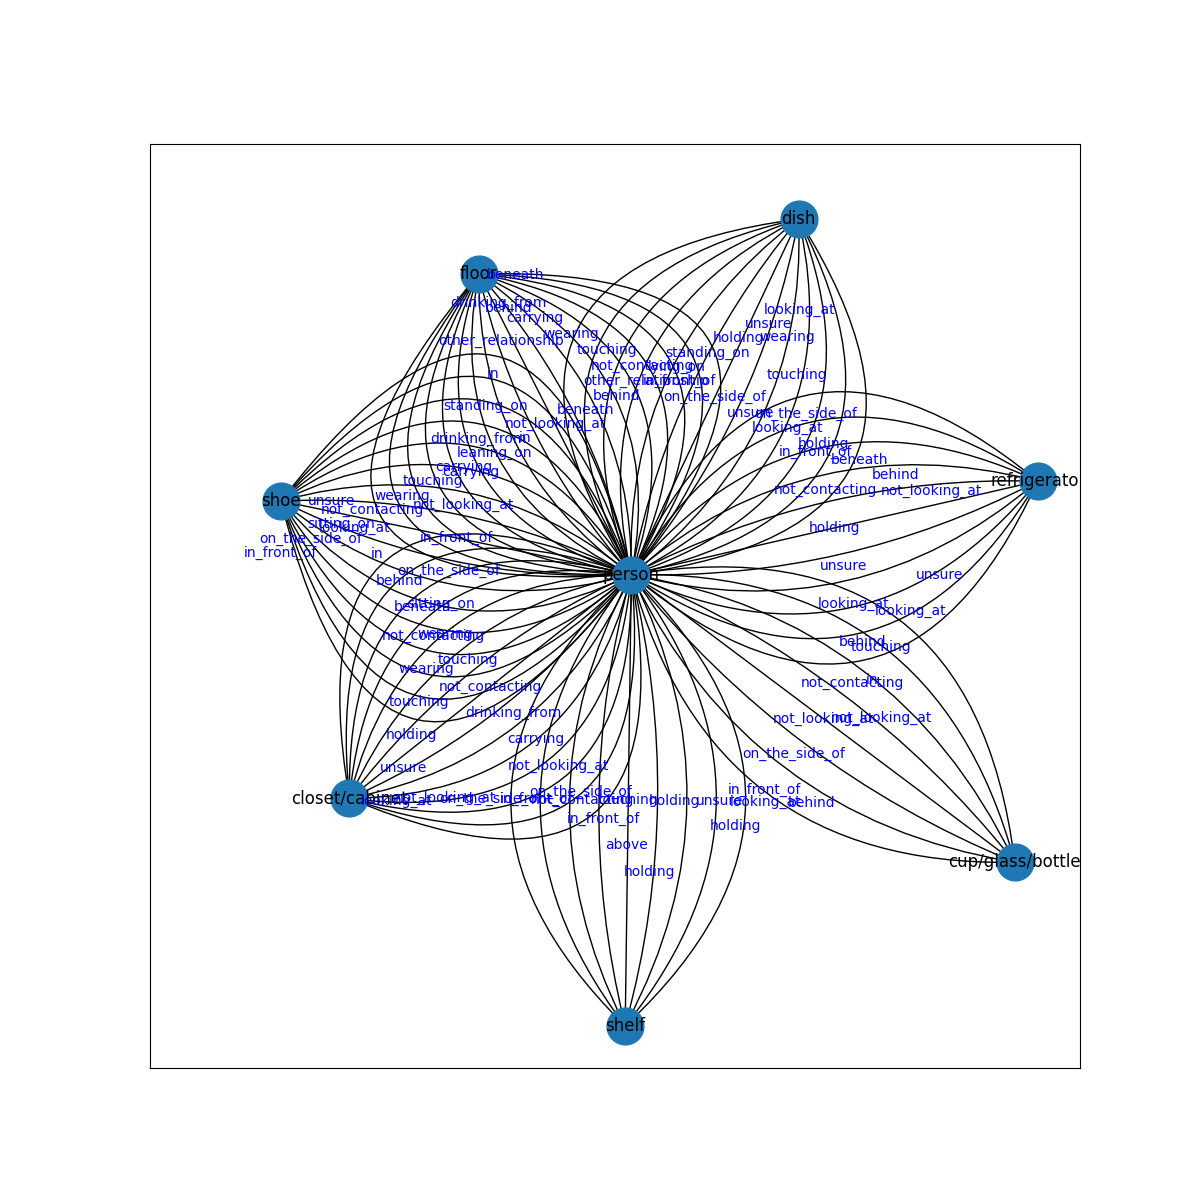 dish
floor
beneath
drinking_from
behind
looking_at
carrying
unsure
wearing
holding
wearing
other_relationship
touching
standing_on
not_contacting
other_relationship
in_front_of
in
touching
behind
on_the_side_of
standing_on
beneath
unsure
on_the_side_of
not_looking_at
looking_at
drinking_from
in
holding
leaning_on
in_front_of
beneath
carrying
carrying
behind
touching
refrigerato
not_contacting
not_looking_at
wearing
shoe
unsure
not_looking_at
not_contacting
sitting_on
looking_at
holding
on_the_side_of
in_front_of
in_front_of
in
unsure
on_the_side_of
person
unsure
behind
sitting_on
beneath
looking_at
looking_at
not_contacting
wearing
behind
touching
touching
wearing
not_contacting
not_contacting
in
touching
drinking_from
not_looking_at
not_looking_at
holding
carrying
on_the_side_of
unsure
not_looking_at
on_the_side_of
in_front_of
closet/cabinet
looking_at
not_looking_at
on_the_side_of
in_front_of
not_contacting
touching
holding
unsure
looking_at
behind
in_front_of
holding
above
cup/glass/bottle
holding
shelf